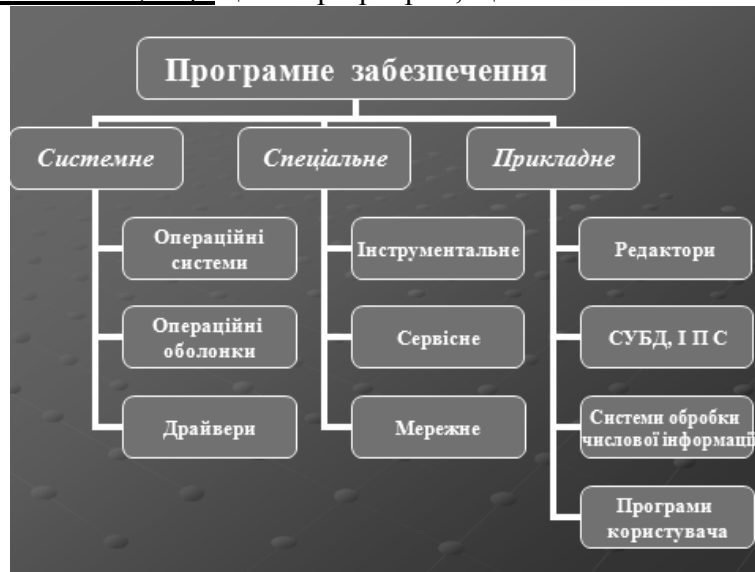 Програмне забезпечення
Системне
Спеціальне
Прикладне
Операційні
системи
Операційні
оболонки
Драйвери
Інструментальне
Сервісне
Мережне
Редактори
СУБД, І П С
Системи обробки
числової інформації
Програми
користувача